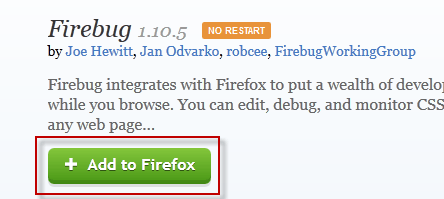 Firebug 1.10.5 NO RESTART
by Joe Hewitt, Jan Odvarko, robcee, FirebugWorkingGroup
Firebug integrates with Firefox to put a wealth of develo
while you browse. You can edit, debug, and monitor CSS
any web page...
+ Add to Firefox